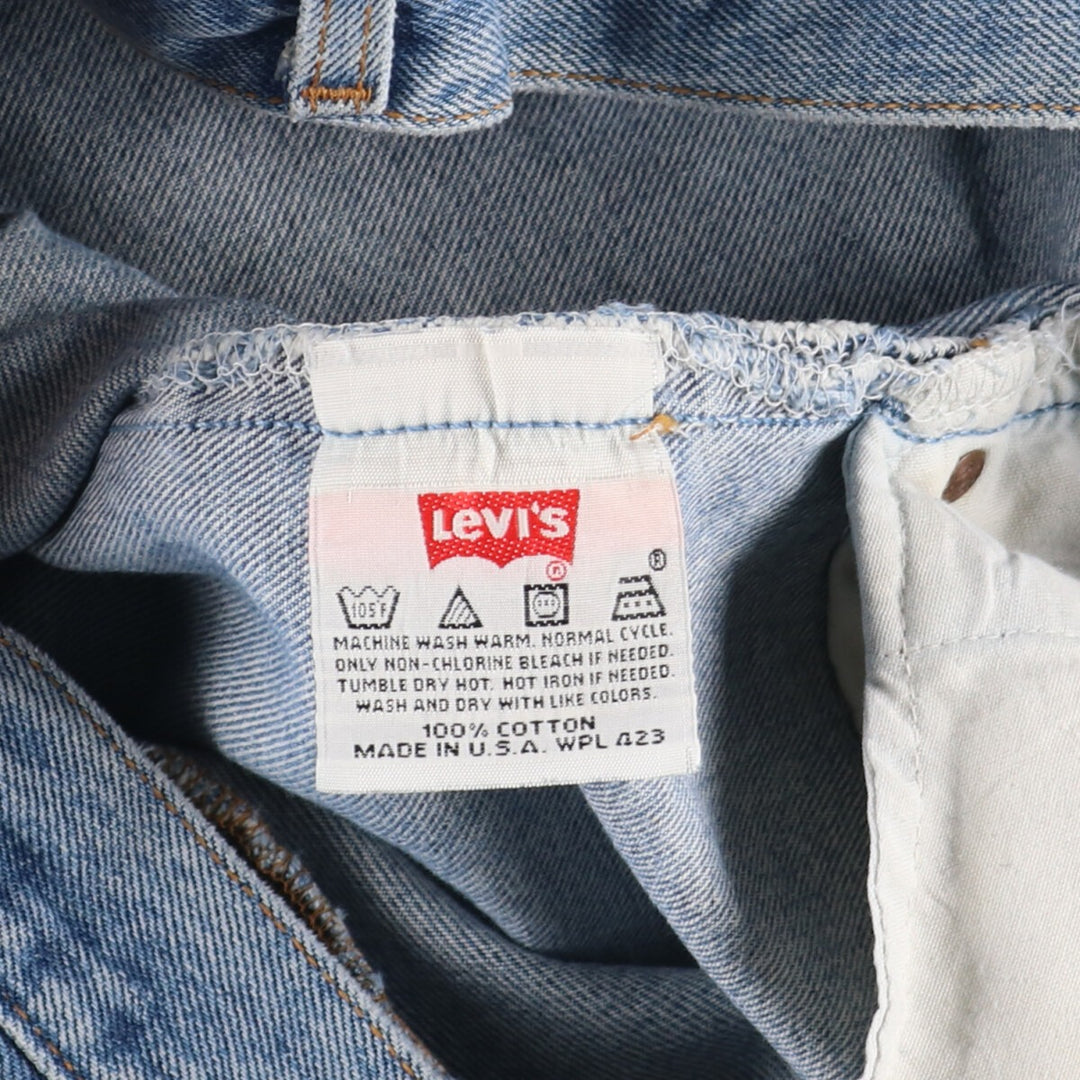 Levi's
®
®
105°F
MACHINE WASH WARM. NORMAL CYCLE.
ONLY NON-CHLORINE BLEACH IF NEEDED.
TUMBLE DRY HOT. HOT IRON IF NEEDED.
WASH AND DRY WITH LIKE COLORS.
100% COTTON
MADE IN U.S.A. WPL 423